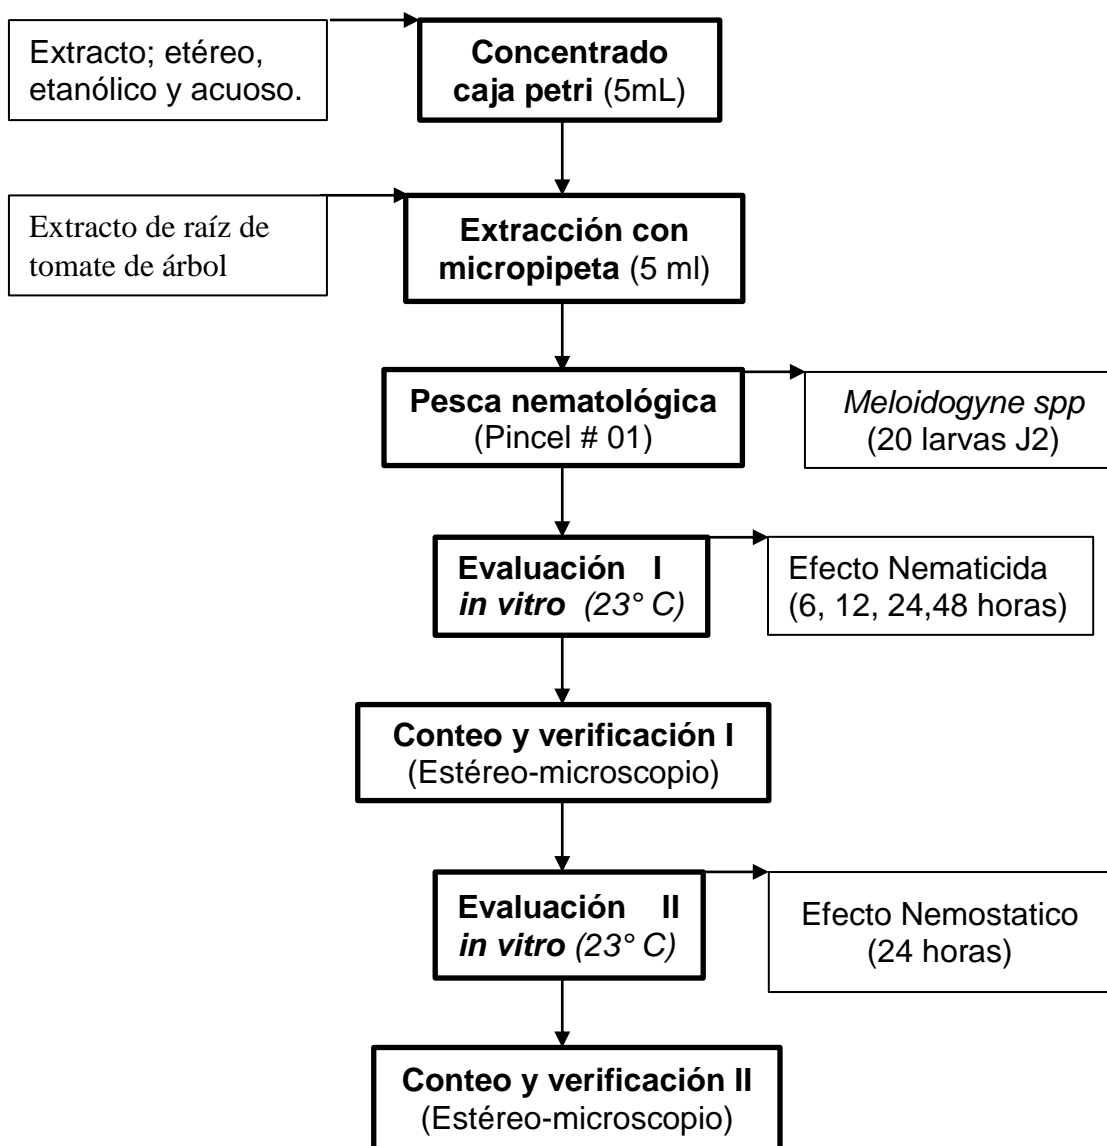 Extracto; etéreo,
etanólico y acuoso.
Concentrado
caja petri (5mL)
Extracto de raíz de
tomate de árbol
Extracción con
micropipeta (5 ml)
Pesca nematológica
(Pincel # 01)
Meloidogyne spp
(20 larvas J2)
Evaluación I
in vitro (23° C)
Efecto Nematicida
(6, 12, 24,48 horas)
Conteo y verificación I
(Estéreo-microscopio)
Evaluación II
in vitro (23° C)
Efecto Nemostatico
(24 horas)
Conteo y verificación II
(Estéreo-microscopio)